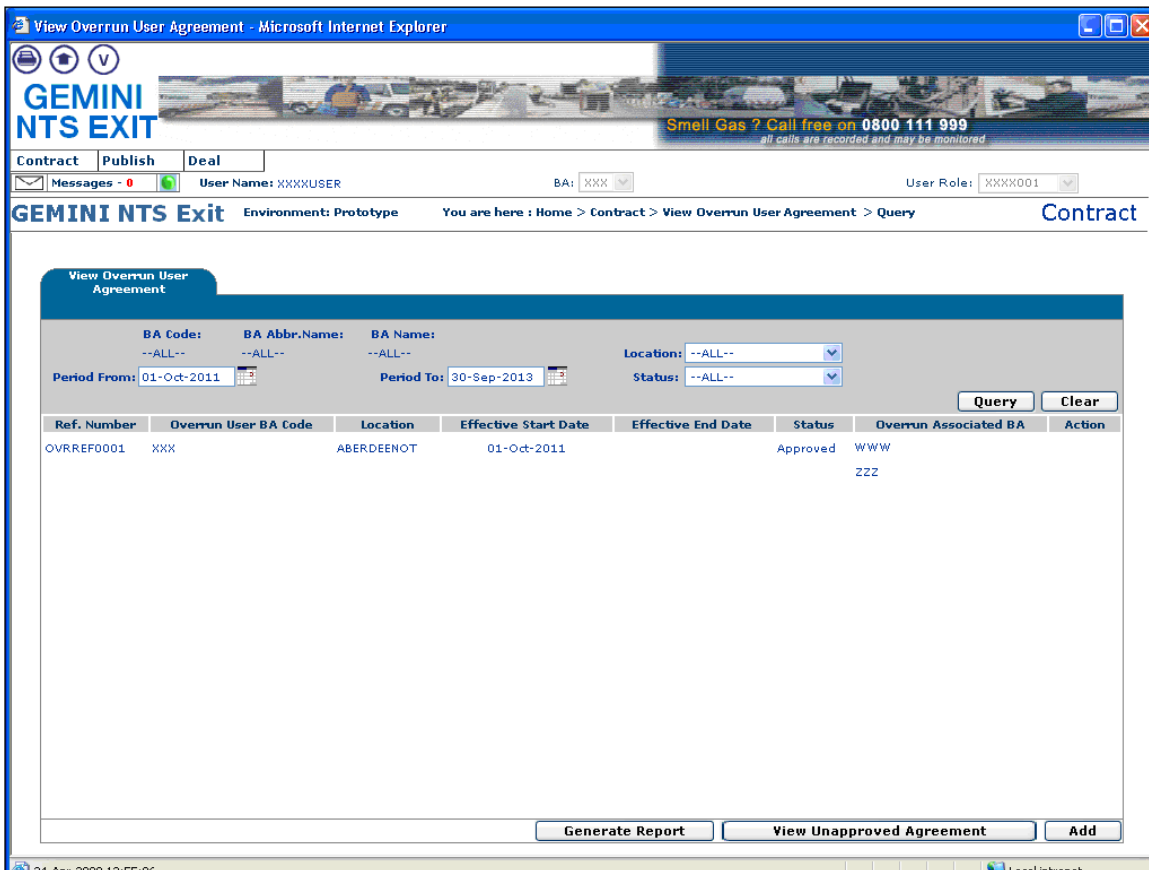 View Overrun User Agreement - Microsoft Internet Explorer
V
GEMINI
NTS EXIT
Smell Gas ? Call free on 0800 111 999
all calls are recorded and may be monitored
Contract Publish Deal
Messages - 0 User Name: XXXXUSER BA: XXX User Role: XXXX001
GEMINI NTS Exit Environment: Prototype You are here : Home > Contract > View Overrun User Agreement > Query Contract
View Overrun User
Agreement
BA Code: BA Abbr.Name: BA Name:
--ALL-- --ALL-- --ALL-- Location: --ALL--
Period From: 01-Oct-2011 Period To: 30-Sep-2013 Status: --ALL--
Query Clear
Ref. Number Overrun User BA Code Location Effective Start Date Effective End Date Status Overrun Associated BA Action
OVRREF0001 XXX ABERDEENOT 01-Oct-2011 Approved WWW
ZZZ
Generate Report View Unapproved Agreement Add
Local intranet